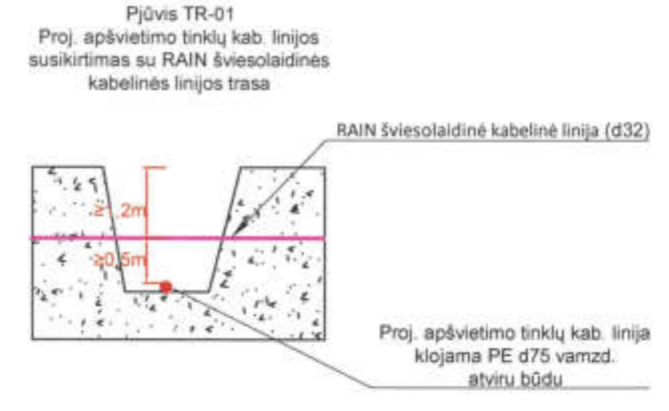 Pjūvis TR-01
Proj. apšvietimo tinklų kab. linijos
susikirtimas su RAIN šviesolaidinės
kabelinės linijos trasa
RAIN šviesolaidinė kabelinė linija (d32)
2m
≥0,5m
Proj. apšvietimo tinklų kab. linija
klojama PE d75 vamzd.
atviru būdu